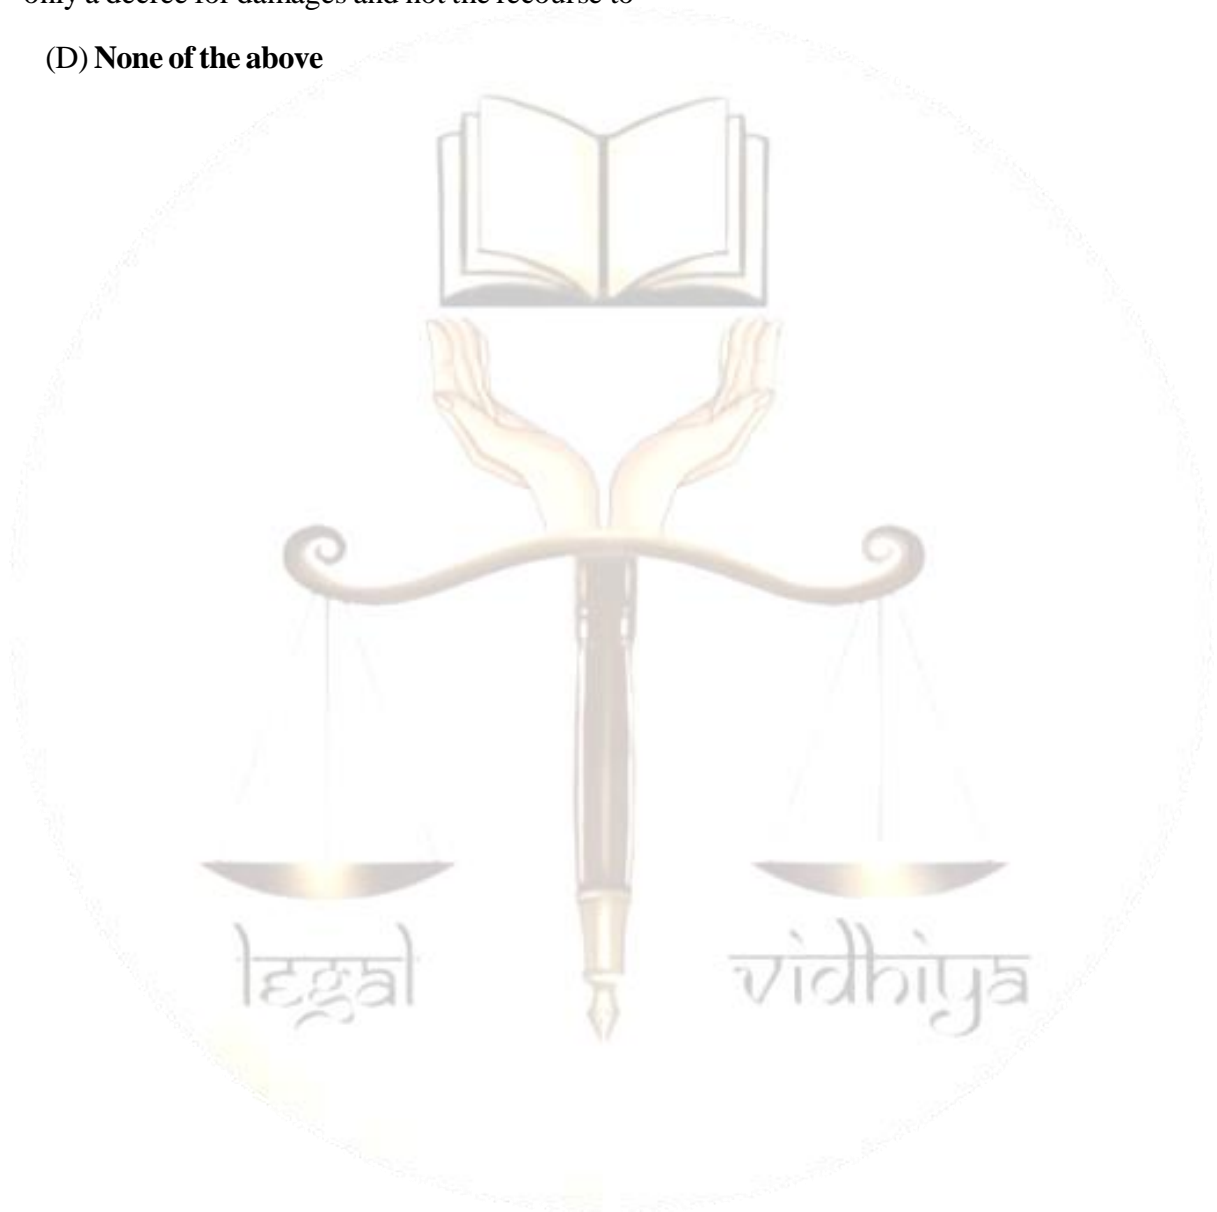 only a decree for damages and not the recourse to
(D) None of the above
legal vidhiya